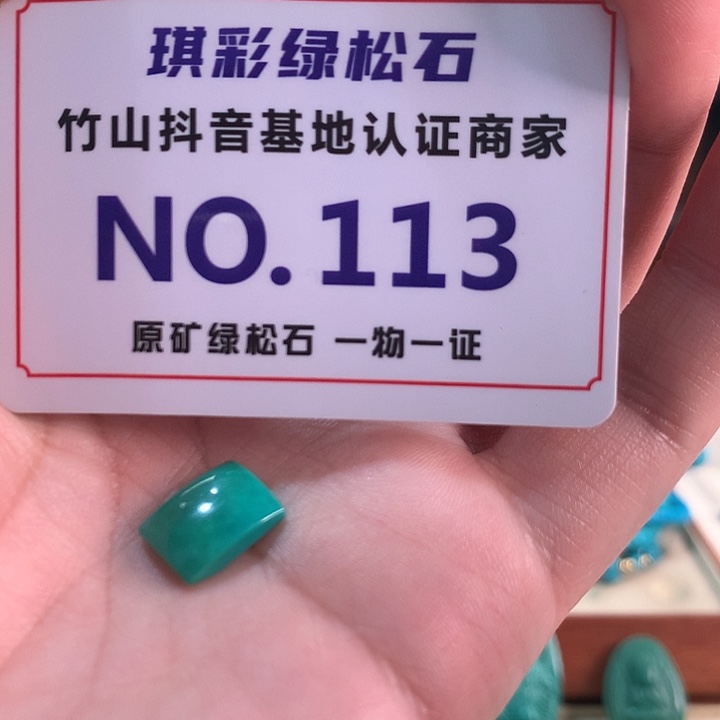 琪彩绿松石
竹山抖音基地认证商家
NO.113
原矿绿松石 一物一证